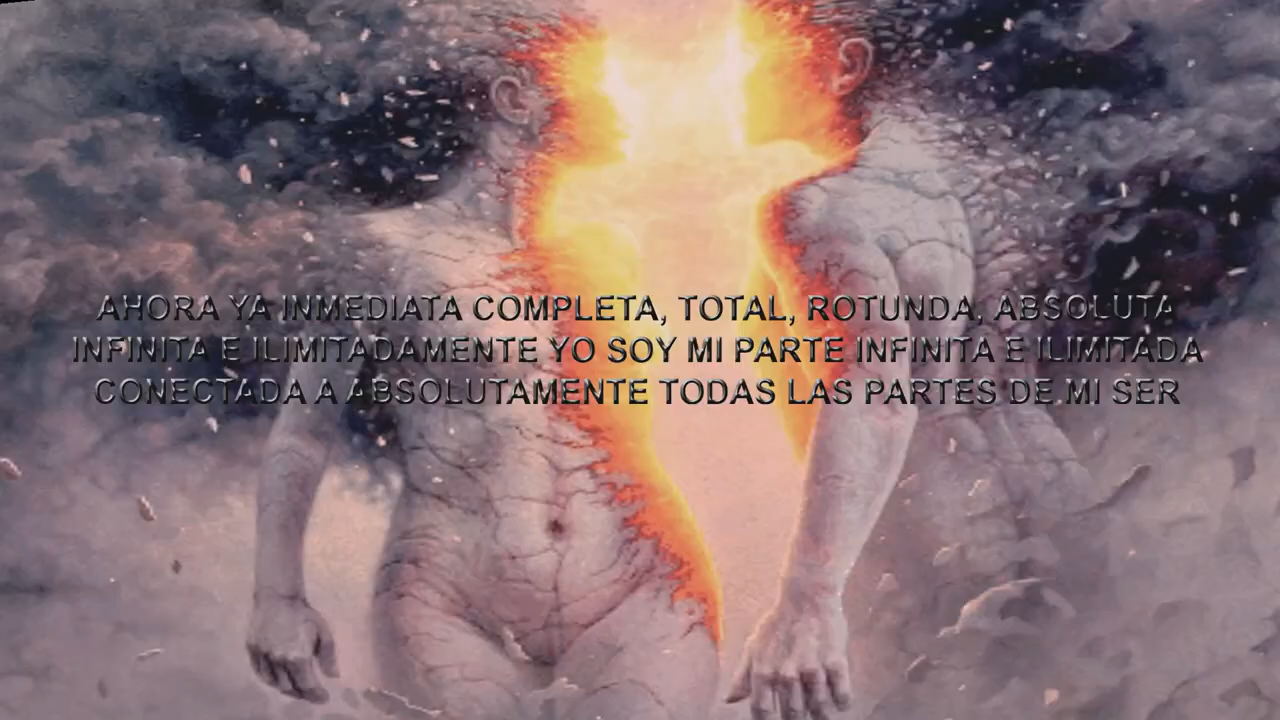 AHORA YA INMEDIATA COMPLETA, TOTAL, ROTUNDA, ABSOLUTA
INFINITA E ILIMITADAMENTE YO SOY MI PARTE INFINITA E ILIMITADA
CONECTADA A ABSOLUTAMENTE TODAS LAS PARTES DE MI SER